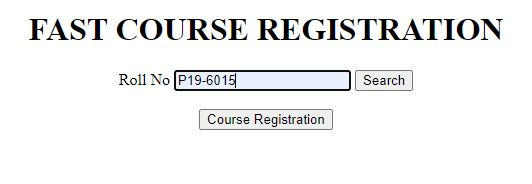 FAST COURSE REGISTRATION
Roll No P19-6015 Search
Course Registration